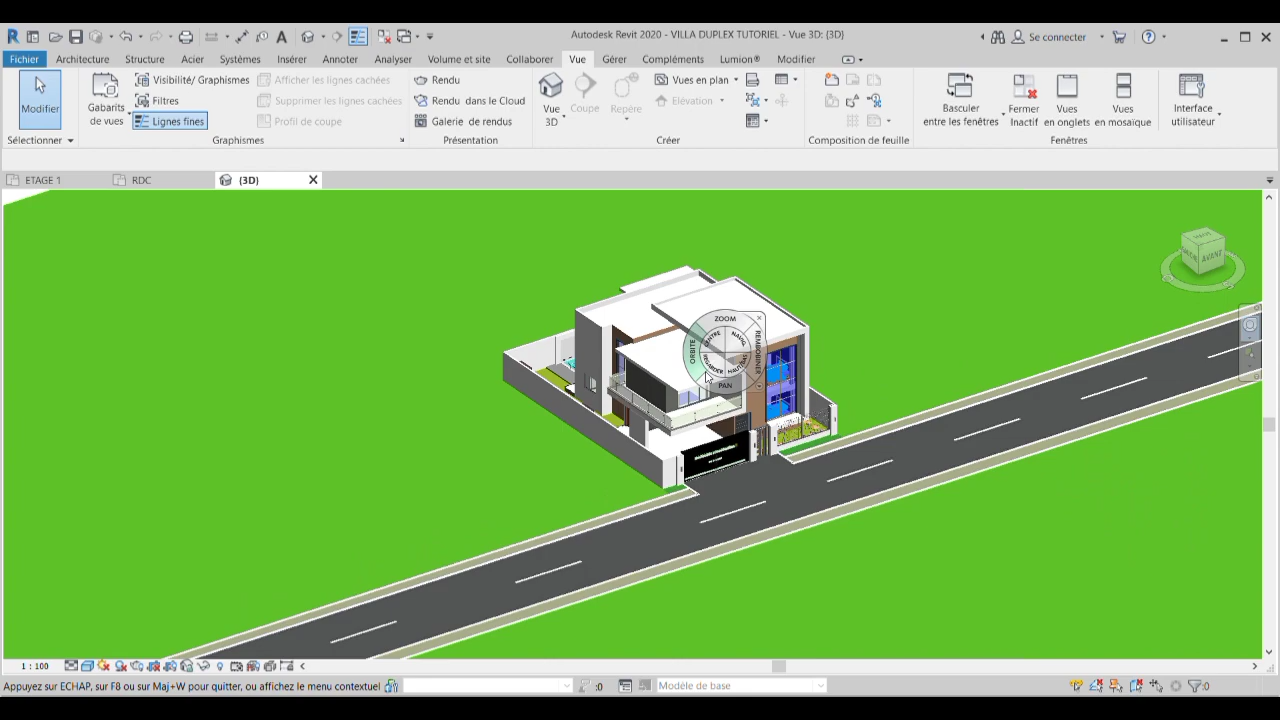 Autodesk Revit 2020 - VILLA DUPLEX TUTORIEL - Vue 3D: {3D}
Se connecter
Fichier Architecture Structure Acier Systèmes Insérer Annoter Analyser Volume et site Collaborer Vue Gérer Compléments Lumion® Modifier
Modifier
Gabarits
de vues
Visibilité/ Graphismes
Filtres
Lignes fines
Afficher les lignes cachées
Supprimer les lignes cachées
Profil de coupe
Rendu
Rendu dans le Cloud
Galerie de rendus
Vue
3D
Coupe
Repère
Vues en plan
Elévation
Basculer
entre les fenêtres
Fermer
Inactif
Vues
en onglets
Vues
en mosaïque
Interface
utilisateur
Sélectionner Graphismes Présentation Créer Composition de feuille Fenêtres
ETAGE 1 RDC {3D}
HAUT
AVANT
ZOOM
ORBITE
REMBOBINER
PAN
CENTRE
NAVIG
REGARDER
1 : 100
Appuyez sur ECHAP, sur F8 ou sur Maj+W pour quitter, ou affichez le menu contextuel
:0
Modèle de base
:0